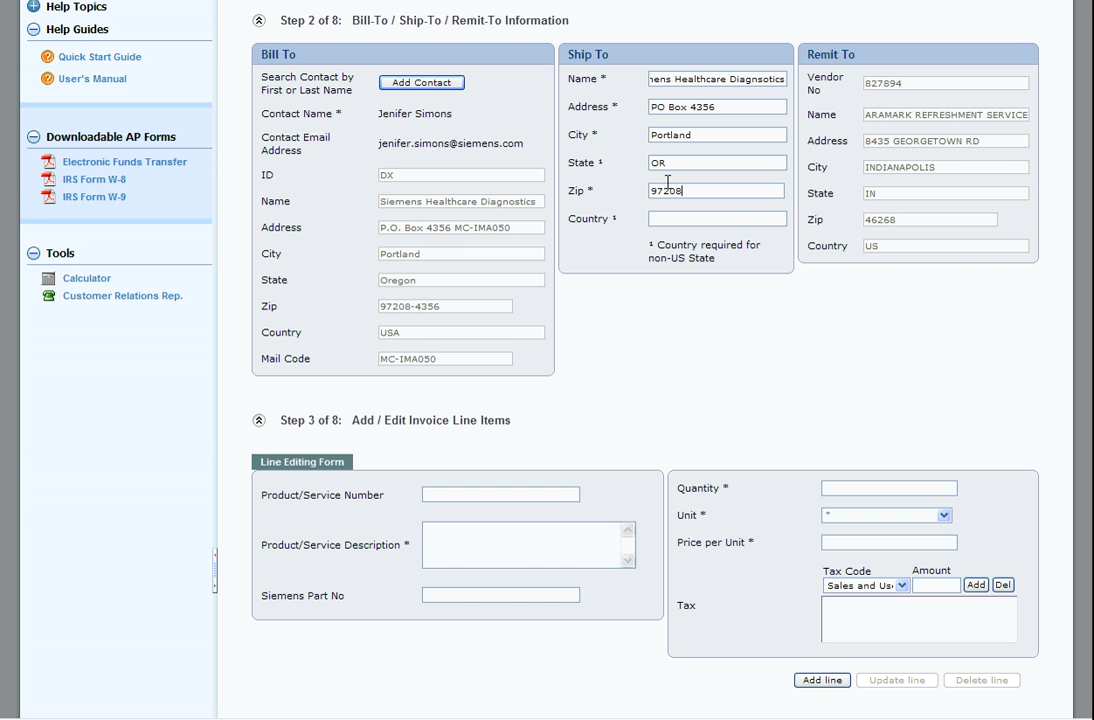 Help Topics
Help Guides
Quick Start Guide
User's Manual
Downloadable AP Forms
Electronic Funds Transfer
IRS Form W-8
IRS Form W-9
Tools
Calculator
Customer Relations Rep.
Step 2 of 8: Bill-To / Ship-To / Remit-To Information
Bill To
Search Contact by
First or Last Name
Add Contact
Contact Name * Jenifer Simons
Contact Email
Address
jenifer.simons@siemens.com
ID DX
Name Siemens Healthcare Diagnostics
Address P.O. Box 4356 MC-IMA050
City Portland
State Oregon
Zip 97208-4356
Country USA
Mail Code MC-IMA050
Ship To
Name * Healthcare Diagnsotics
Address * PO Box 4356
City * Portland
State ¹ OR
Zip * 97208
Country ¹
¹ Country required for
non-US State
Remit To
Vendor
No
827894
Name ARAMARK REFRESHMENT SERVICE
Address 8435 GEORGETOWN RD
City INDIANAPOLIS
State IN
Zip 46268
Country US
Step 3 of 8: Add / Edit Invoice Line Items
Line Editing Form
Product/Service Number
Product/Service Description *
Siemens Part No
Quantity *
Unit * "
Price per Unit *
Tax Code Amount
Sales and Us Add Del
Tax
Add line Update line Delete line